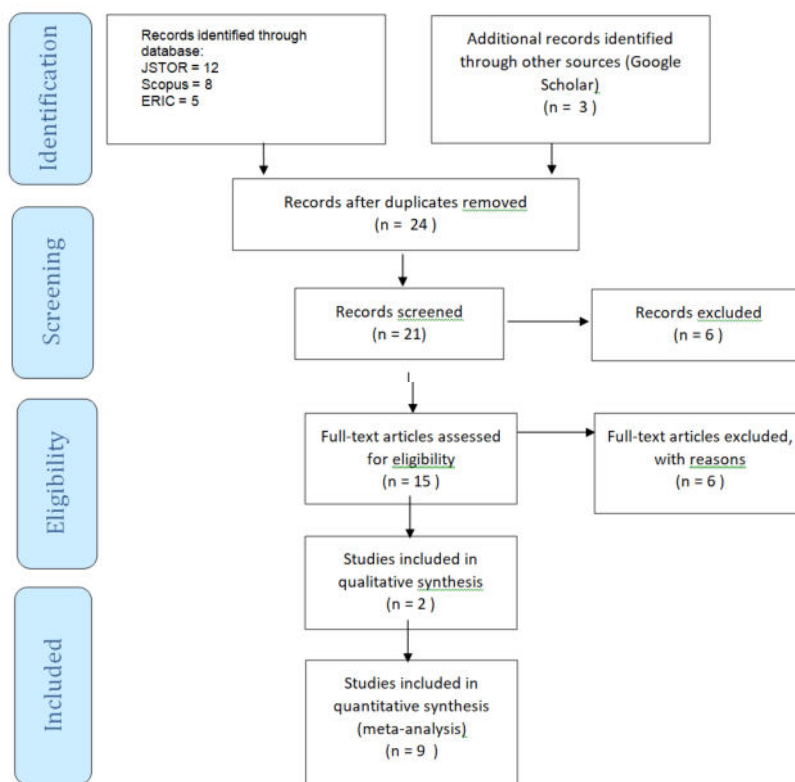 Identification
Records identified through
database:
JSTOR = 12
Scopus = 8
ERIC = 5
Additional records identified
through other sources (Google
Scholar)
(n = 3 )
Records after duplicates removed
(n = 24 )
Screening
Records screened
(n = 21)
Records excluded
(n = 6 )
Eligibility
Full-text articles assessed
for eligibility
(n = 15 )
Full-text articles excluded,
with reasons
(n = 6 )
Studies included in
qualitative synthesis
(n = 2 )
Included
Studies included in
quantitative synthesis
(meta-analysis)
(n = 9 )